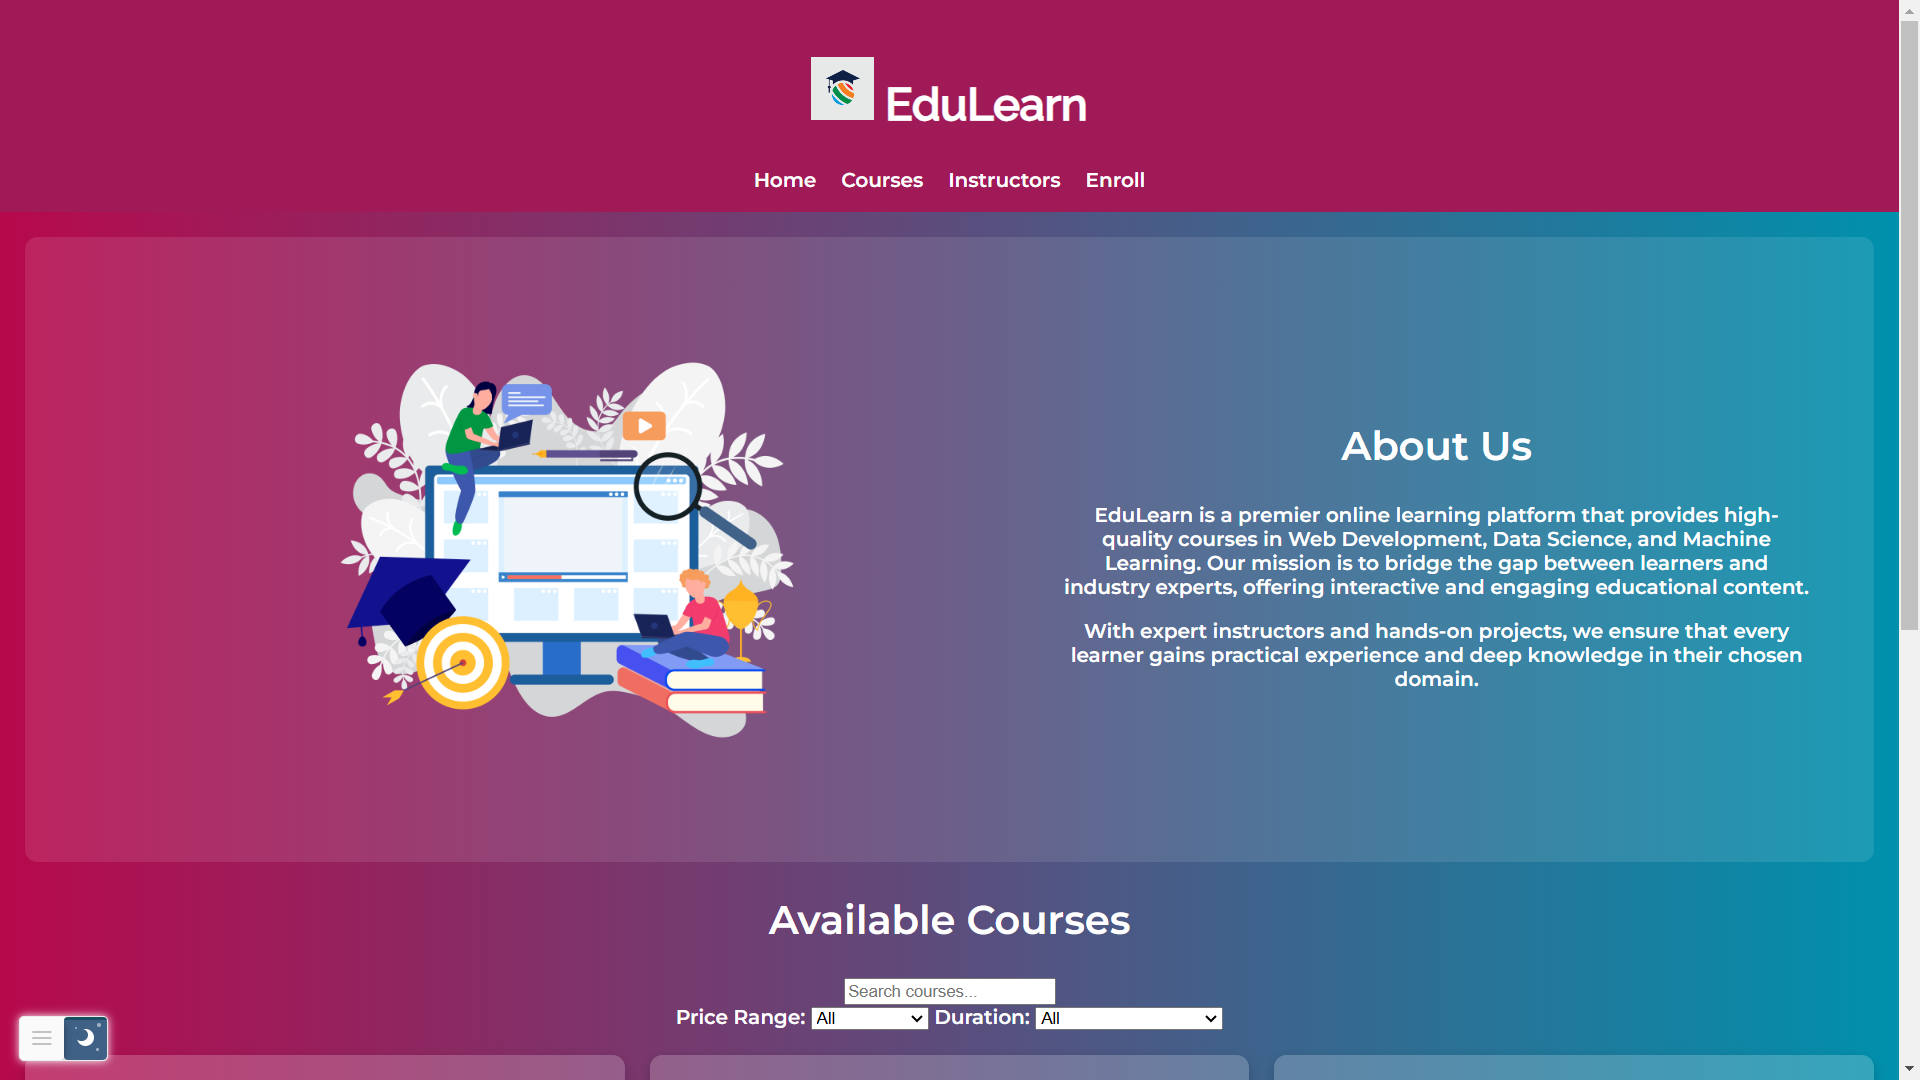 EduLearn
Home Courses Instructors Enroll
About Us
EduLearn is a premier online learning platform that provides high-
quality courses in Web Development, Data Science, and Machine
Learning. Our mission is to bridge the gap between learners and
industry experts, offering interactive and engaging educational content.
With expert instructors and hands-on projects, we ensure that every
learner gains practical experience and deep knowledge in their chosen
domain.
Available Courses
Search courses...
Price Range: All Duration: All